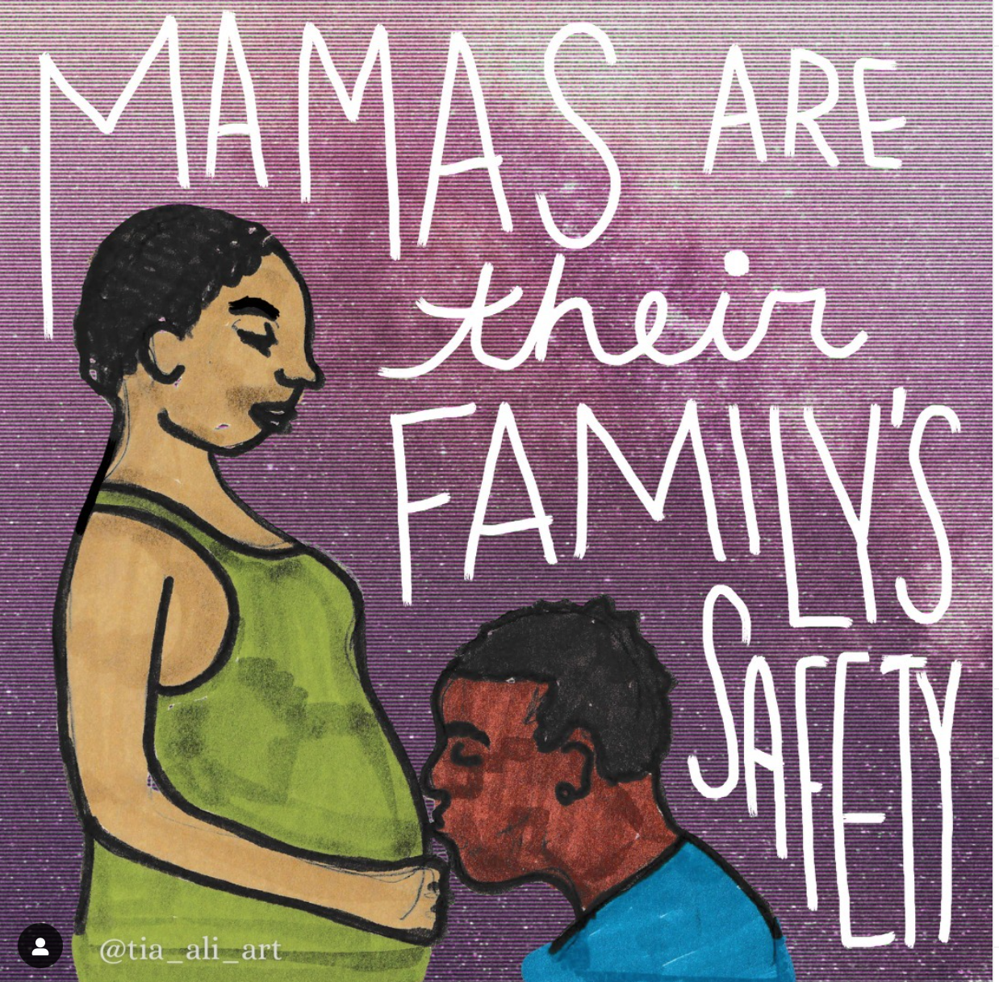 MAMAS ARE
their
FAMILY'S
SAFETY
@tia_ali_art